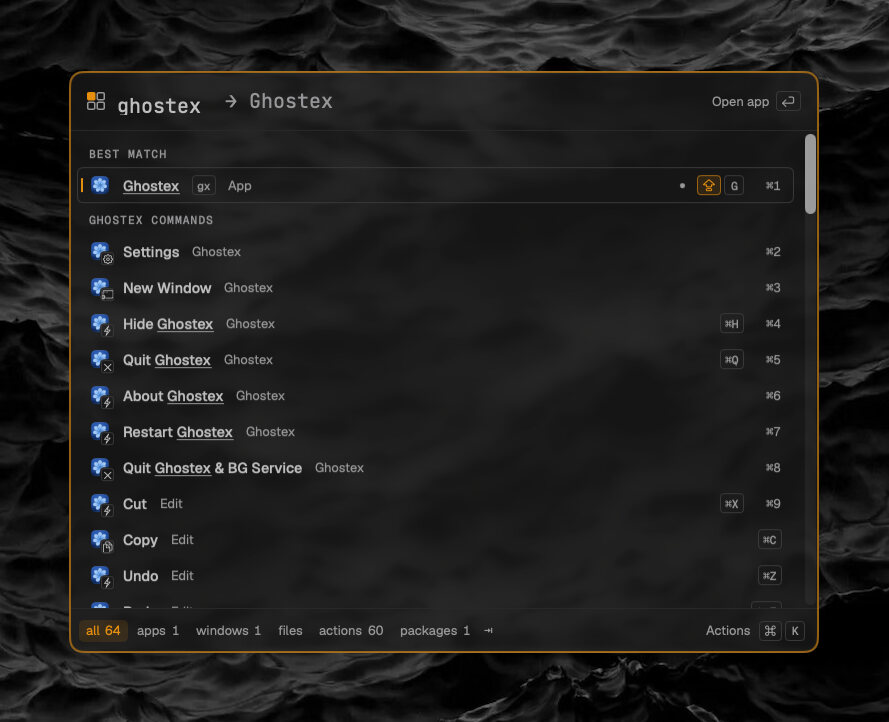 ghostex → Ghostex Open app
BEST MATCH
Ghostex gx App G ⌘1
GHOSTEX COMMANDS
Settings Ghostex ⌘2
New Window Ghostex ⌘3
Hide Ghostex Ghostex ⌘H ⌘4
Quit Ghostex Ghostex ⌘Q ⌘5
About Ghostex Ghostex ⌘6
Restart Ghostex Ghostex ⌘7
Quit Ghostex & BG Service Ghostex ⌘8
Cut Edit ⌘X ⌘9
Copy Edit ⌘C
Undo Edit ⌘Z
all 64 apps 1 windows 1 files actions 60 packages 1 ⇥ Actions ⌘ K